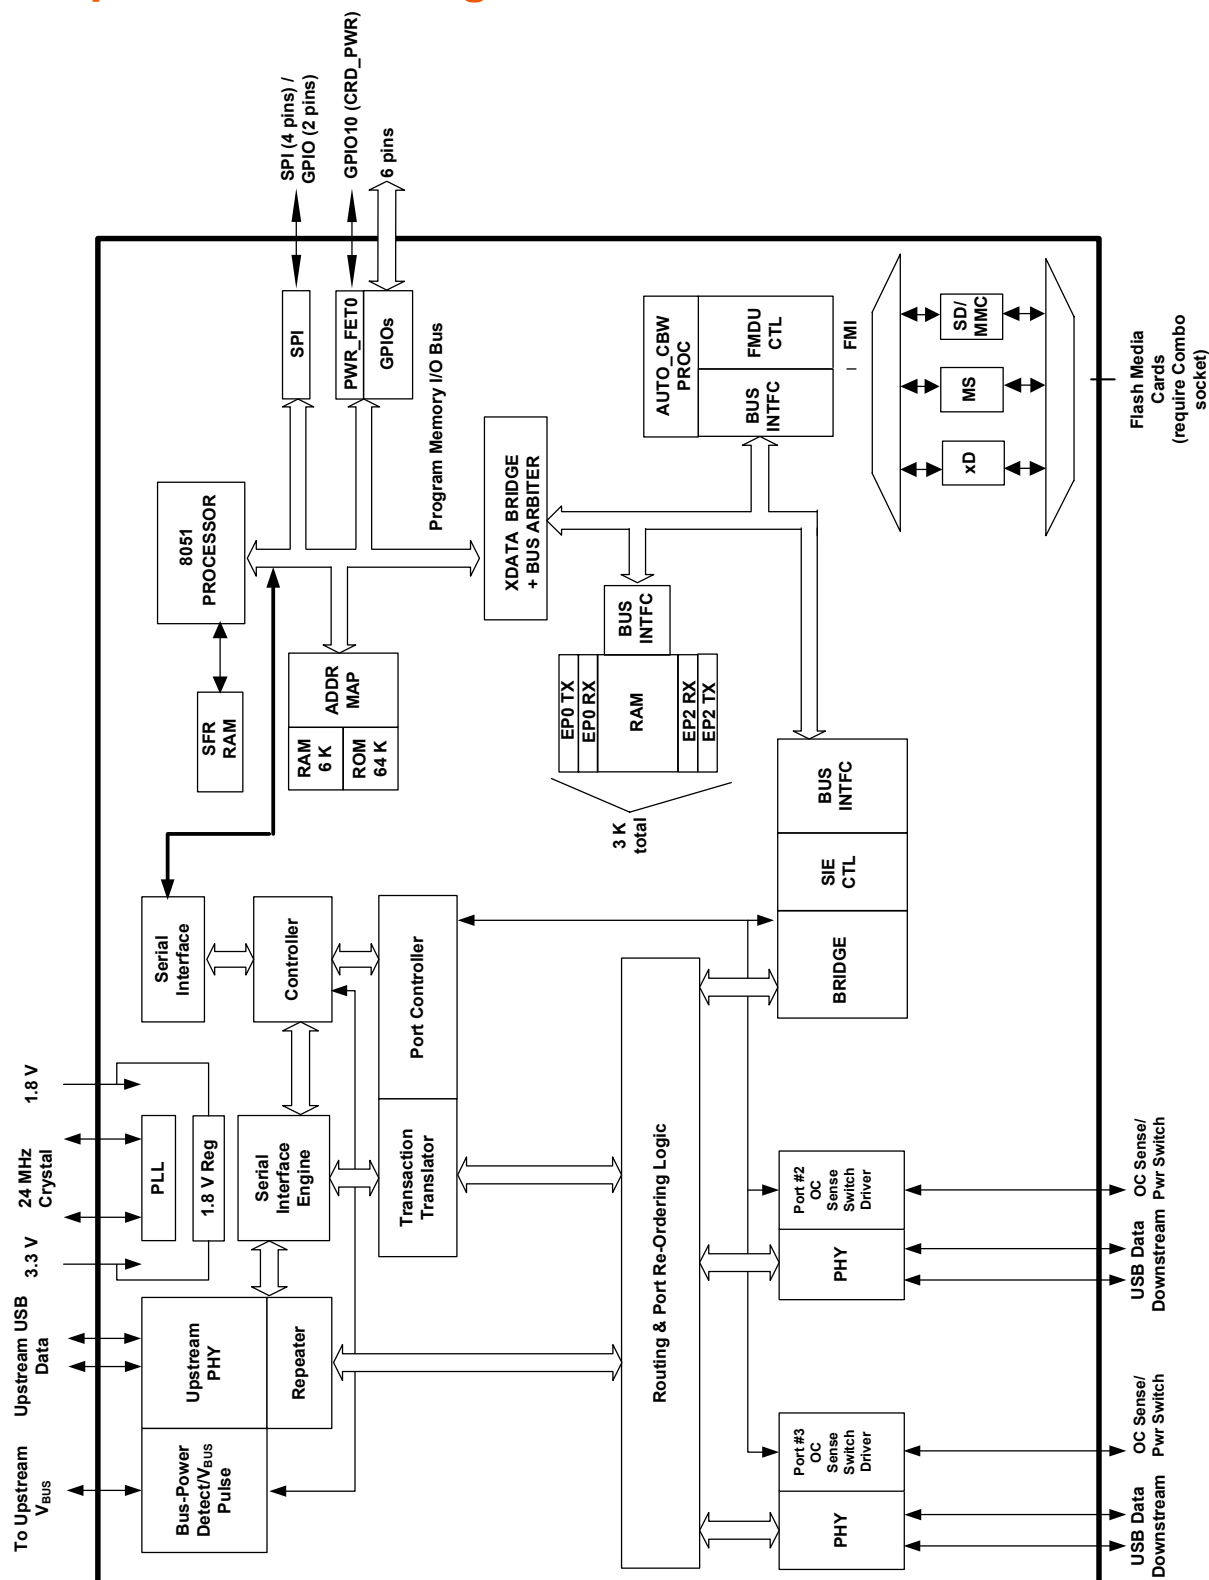 To Upstream
VBUS
Upstream USB
Data
3.3 V
24 MHz
Crystal
1.8 V
SPI (4 pins) /
GPIO (2 pins)
GPIO10 (CRD_PWR)
6 pins
Bus-Power
Detect/VBUS
Pulse
Upstream
PHY
Repeater
PLL
1.8 V Reg
Serial
Interface
Engine
Serial
Interface
Controller
Transaction
Translator
Port Controller
SFR
RAM
8051
PROCESSOR
SPI
PWR_FET0
GPIOs
RAM
6 K
ROM
64 K
ADDR
MAP
Program Memory I/O Bus
XDATA BRIDGE
+ BUS ARBITER
3 K
total
EP0 TX
EP0 RX
RAM
EP2 RX
EP2 TX
BUS
INTFC
AUTO_CBW
PROC
BUS
INTFC
FMDU
CTL
FMI
Routing & Port Re-Ordering Logic
BRIDGE
SIE
CTL
BUS
INTFC
PHY
Port #3
OC
Sense
Switch
Driver
PHY
Port #2
OC
Sense
Switch
Driver
xD
MS
SD/
MMC
USB Data
Downstream
OC Sense/
Pwr Switch
USB Data
Downstream
OC Sense/
Pwr Switch
Flash Media
Cards
(require Combo
socket)